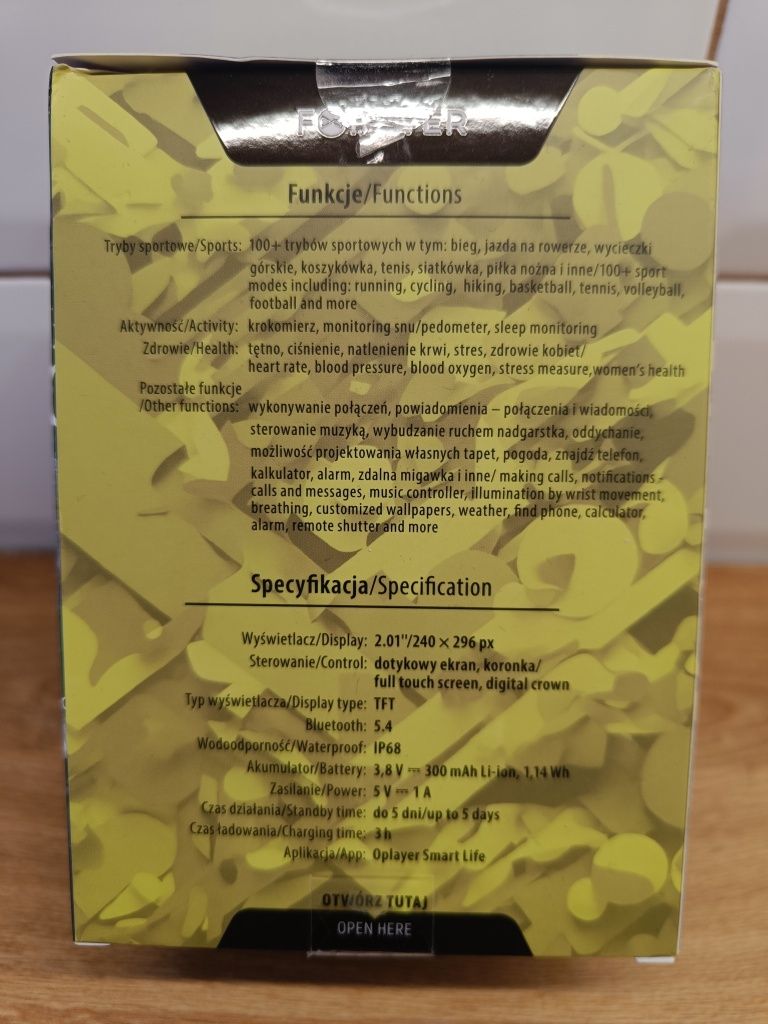 Funkcje/Functions
Tryby sportowe/Sports: 100+ trybów sportowych w tym: bieg, jazda na rowerze, wycieczki
górskie, koszykówka, tenis, siatkówka, piłka nożna i inne/100+ sport
modes including: running, cycling, hiking, basketball, tennis, volleyball,
football and more
Aktywność/Activity: krokomierz, monitoring snu/pedometer, sleep monitoring
Zdrowie/Health: tętno, ciśnienie, natlenienie krwi, stres, zdrowie kobiet/
heart rate, blood pressure, blood oxygen, stress measure,women's health
Pozostałe funkcje
/Other functions: wykonywanie połączeń, powiadomienia – połączenia i wiadomości,
sterowanie muzyką, wybudzanie ruchem nadgarstka, oddychanie,
możliwość projektowania własnych tapet, pogoda, znajdź telefon,
kalkulator, alarm, zdalna migawka i inne/ making calls, notifications -
calls and messages, music controller, illumination by wrist movement,
breathing, customized wallpapers, weather, find phone, calculator,
alarm, remote shutter and more
Specyfikacja/Specification
Wyświetlacz/Display: 2.01"/240 × 296 px
Sterowanie/Control: dotykowy ekran, koronka/
full touch screen, digital crown
Typ wyświetlacza/Display type: TFT
Bluetooth: 5.4
Wodoodporność/Waterproof: IP68
Akumulator/Battery: 3,8 V ⎓ 300 mAh Li-ion, 1,14 Wh
Zasilanie/Power: 5 V ⎓ 1 A
Czas działania/Standby time: do 5 dni/up to 5 days
Czas ładowania/Charging time: 3 h
Aplikacja/App: Oplayer Smart Life
OTWÓRZ TUTAJ
OPEN HERE